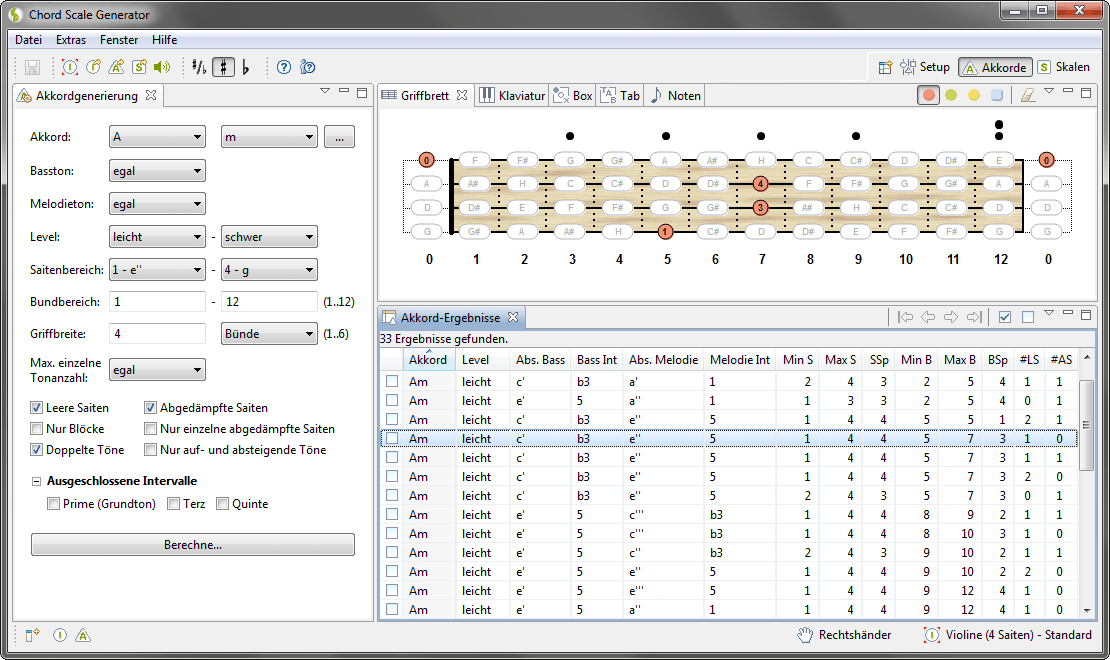 Chord Scale Generator
Datei Extras Fenster Hilfe
Setup Akkorde Skalen
Akkordgenerierung
Akkord: A m ...
Basston: egal
Melodieton: egal
Level: leicht - schwer
Saitenbereich: 1 - e'' - 4 - g
Bundbereich: 1 - 12 (1..12)
Griffbreite: 4 Bünde (1..6)
Max. einzelne
Tonanzahl: egal
Leere Saiten Abgedämpfte Saiten
Nur Blöcke Nur einzelne abgedämpfte Saiten
Doppelte Töne Nur auf- und absteigende Töne
Ausgeschlossene Intervalle
Prime (Grundton) Terz Quinte
Berechne...
Griffbrett Klaviatur Box Tab Noten
0 F F# G G# A A# H C C# D D# E 0
A A# H C C# D D# 4 F F# G G# A A
D D# E F F# G G# 3 A# H C C# D D
G G# A A# H 1 C# D D# E F F# G G
0 1 2 3 4 5 6 7 8 9 10 11 12 0
Akkord-Ergebnisse
33 Ergebnisse gefunden.
Akkord Level Abs. Bass Bass Int Abs. Melodie Melodie Int Min S Max S SSp Min B Max B BSp #LS #AS
Am leicht c' b3 a' 1 2 4 3 2 5 4 1 1
Am leicht e' 5 a'' 1 1 3 3 2 5 4 0 1
Am leicht c' b3 e'' 5 1 4 4 5 5 1 2 1
Am leicht c' b3 e'' 5 1 4 4 5 7 3 1 0
Am leicht c' b3 e'' 5 1 4 4 5 7 3 1 1
Am leicht c' b3 e'' 5 1 4 4 5 7 3 2 0
Am leicht c' b3 e'' 5 2 4 3 5 7 3 0 1
Am leicht e' 5 c''' b3 1 4 4 8 9 2 1 1
Am leicht e' 5 c''' b3 1 4 4 8 10 3 1 0
Am leicht e' 5 c'' b3 2 4 3 9 10 2 1 1
Am leicht e' 5 e'' 5 1 4 4 9 10 2 2 0
Am leicht e' 5 e''' 5 1 4 4 9 12 4 1 0
Am leicht e' 5 a'' 1 1 4 4 9 12 4 1 1
Rechtshänder Violine (4 Saiten) - Standard